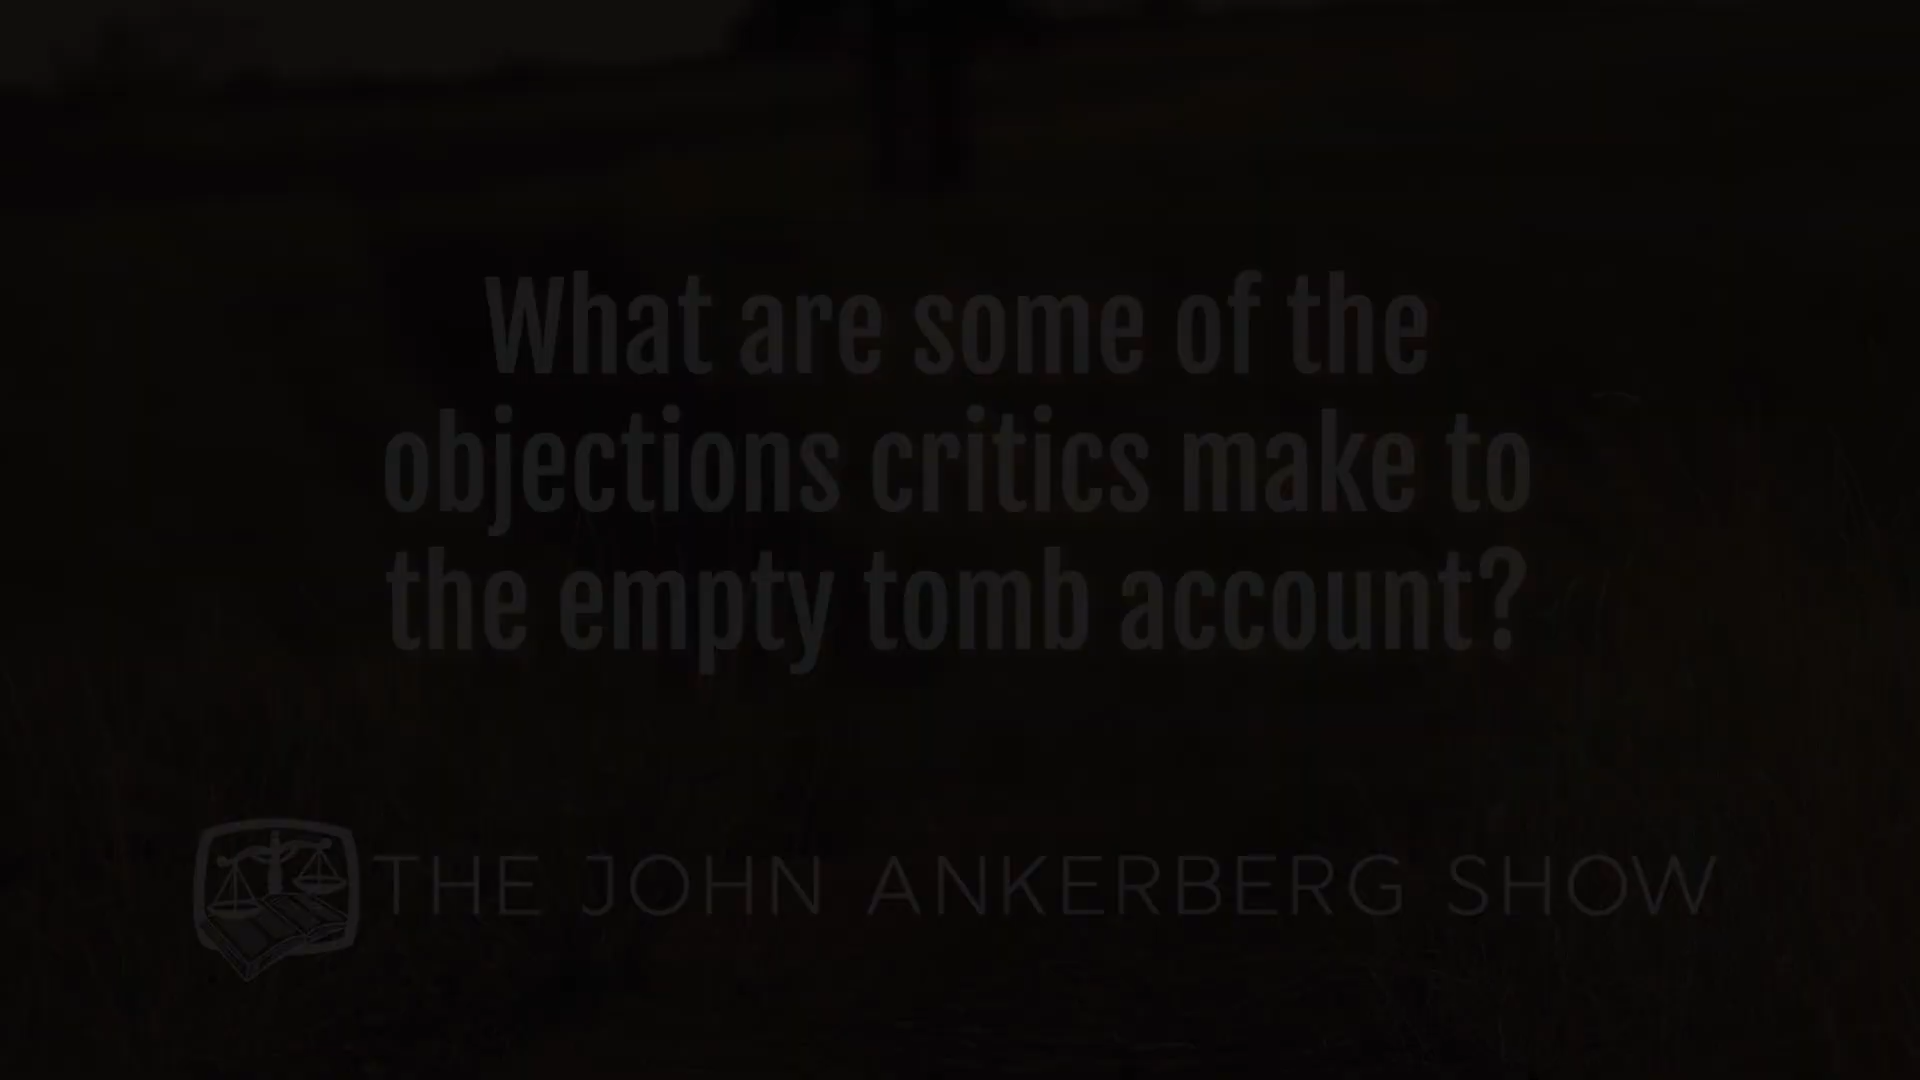 What are some of the
objections critics make to
the empty tomb account?
THE JOHN ANKERBERG SHOW